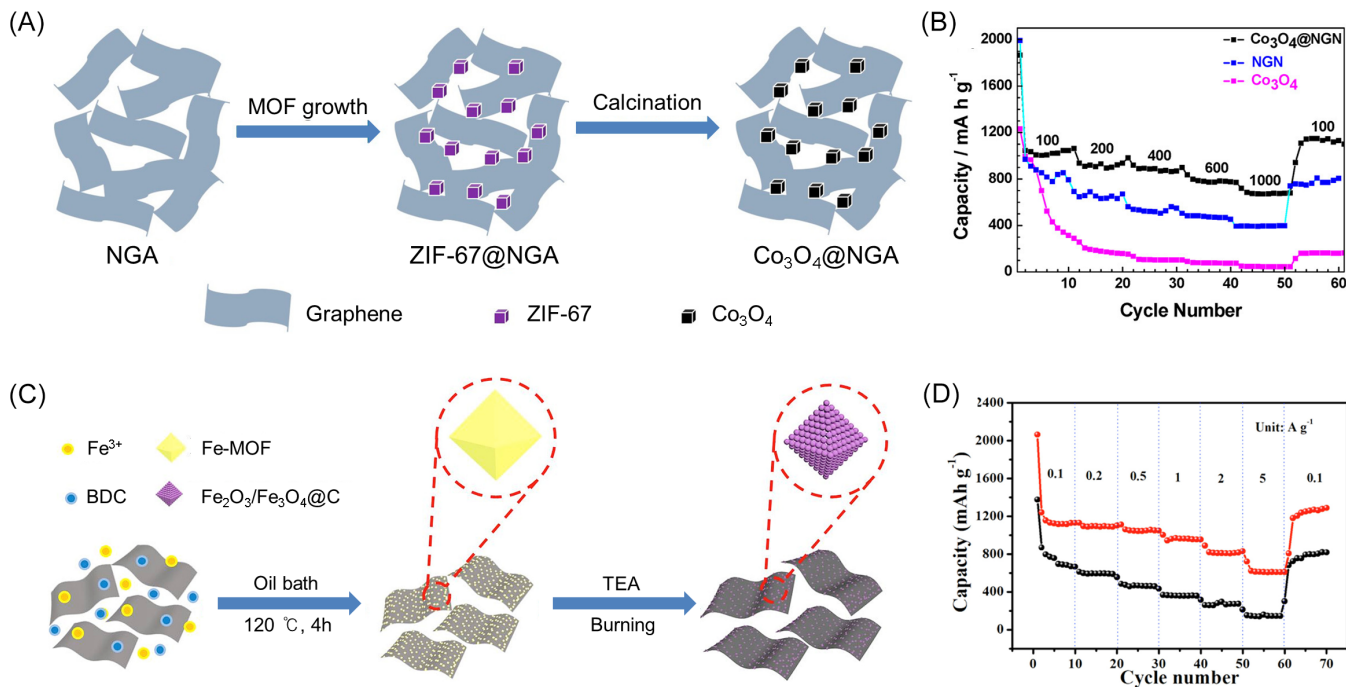 (A)
MOF growth
Calcination
NGA
ZIF-67@NGA
Co₃O₄@NGA
Graphene
ZIF-67
Co₃O₄
(B)
2000
1600
1200
800
400
0
Capacity / mA h g⁻¹
Co₃O₄@NGN
NGN
Co₃O₄
100
200
400
600
1000
100
10
20
30
40
50
60
Cycle Number
(C)
Fe³⁺
Fe-MOF
BDC
Fe₂O₃/Fe₃O₄@C
Oil bath
120 ℃, 4h
TEA
Burning
(D)
2400
2000
1600
1200
800
400
0
Capacity (mAh g⁻¹)
Unit: A g⁻¹
0.1
0.2
0.5
1
2
5
0.1
0
10
20
30
40
50
60
70
Cycle number